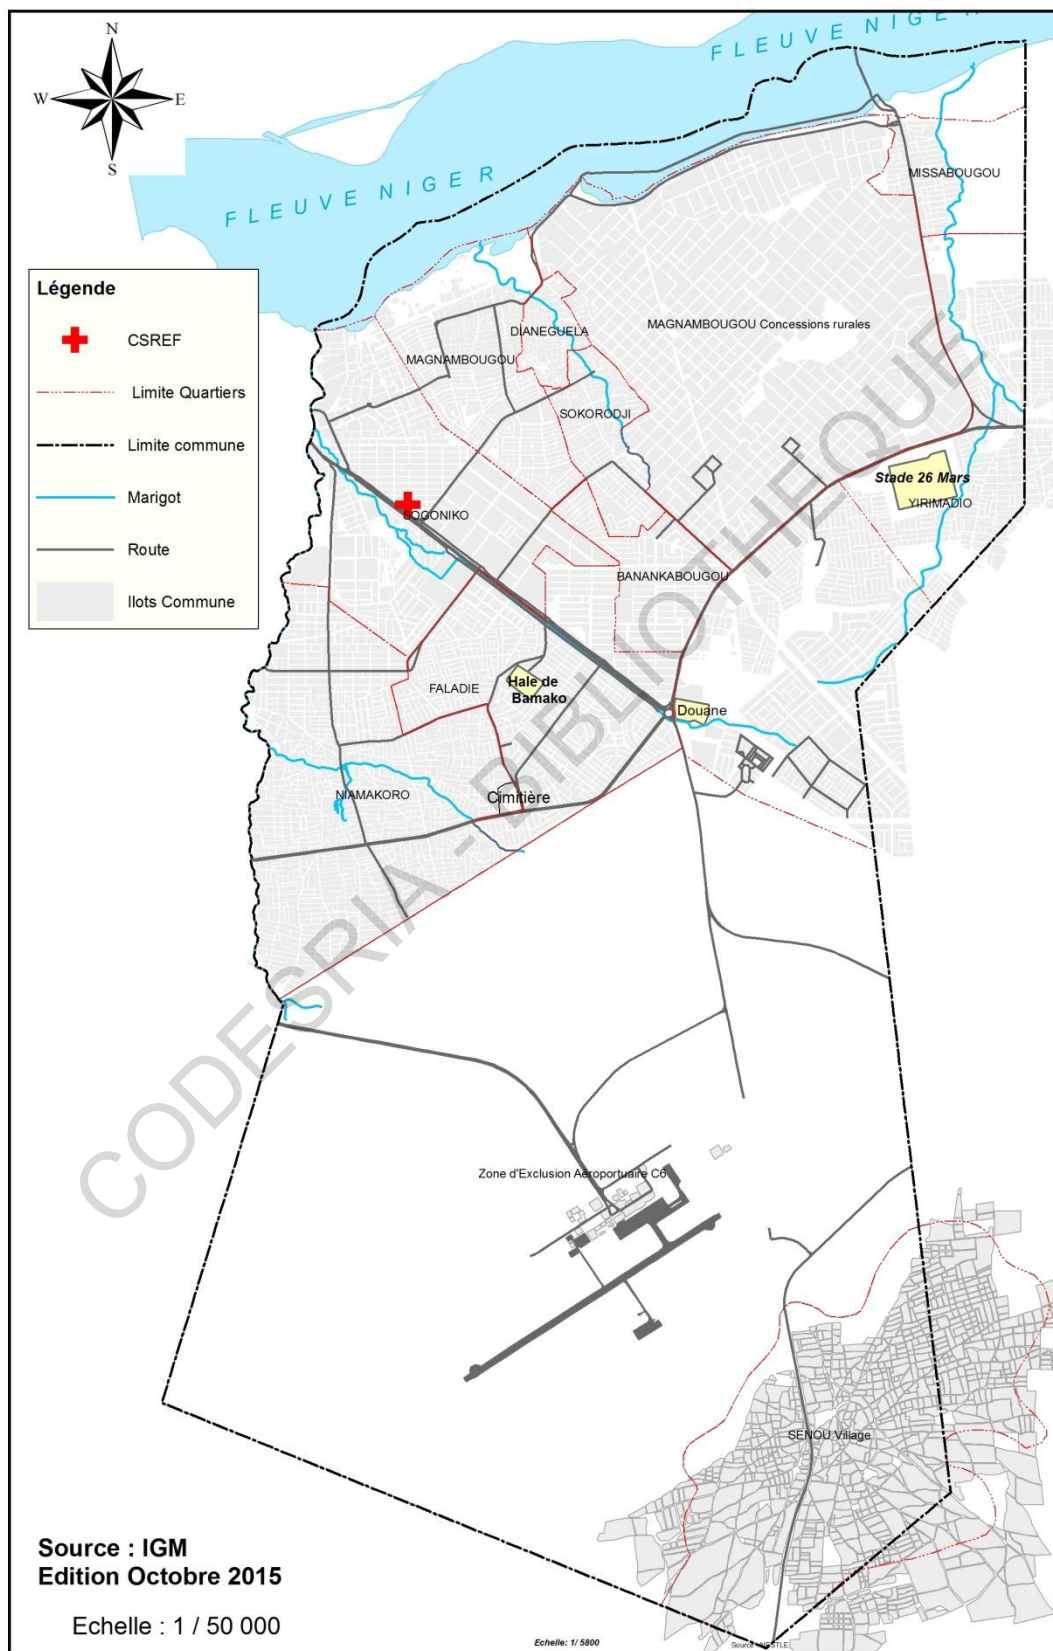 N
W
E
S
FLEUVE NIGER
FLEUVE NIGER
MISSABOUGOU
Légende
CSREF
Limite Quartiers
Limite commune
Marigot
Route
Ilots Commune
DIANEGUELA
MAGNAMBOUGOU Concessions rurales
MAGNAMBOUGOU
SOKORODJI
Stade 26 Mars
YIRIMADIO
SOGONIKO
BANANKABOUGOU
FALADIE
Hale de
Bamako
Douane
NIAMAKORO
Cimitière
CODESRIA - BIBLIOTHEQUE
Zone d'Exclusion Aéroportuaire C6
SENOU Village
Source : IGM
Edition Octobre 2015
Echelle : 1 / 50 000
Echelle: 1/ 5800